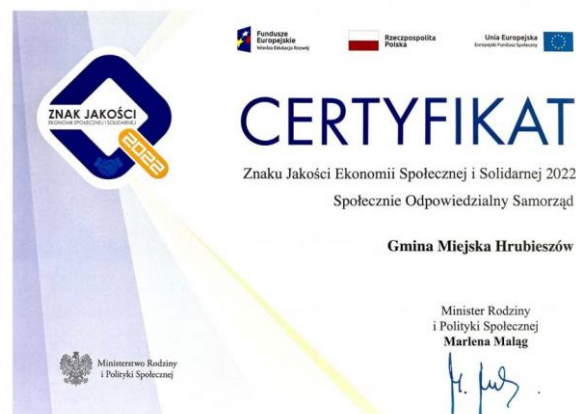 Fundusze
Europejskie
Wiedza Edukacja Rozwój
Rzeczpospolita
Polska
Unia Europejska
Europejski Fundusz Społeczny
ZNAK JAKOŚCI
EKONOMII SPOŁECZNEJ I SOLIDARNEJ
2022
CERTYFIKAT
Znaku Jakości Ekonomii Społecznej i Solidarnej 2022
Społecznie Odpowiedzialny Samorząd
Gmina Miejska Hrubieszów
Minister Rodziny
i Polityki Społecznej
Marlena Maląg
Ministerstwo Rodziny
i Polityki Społecznej